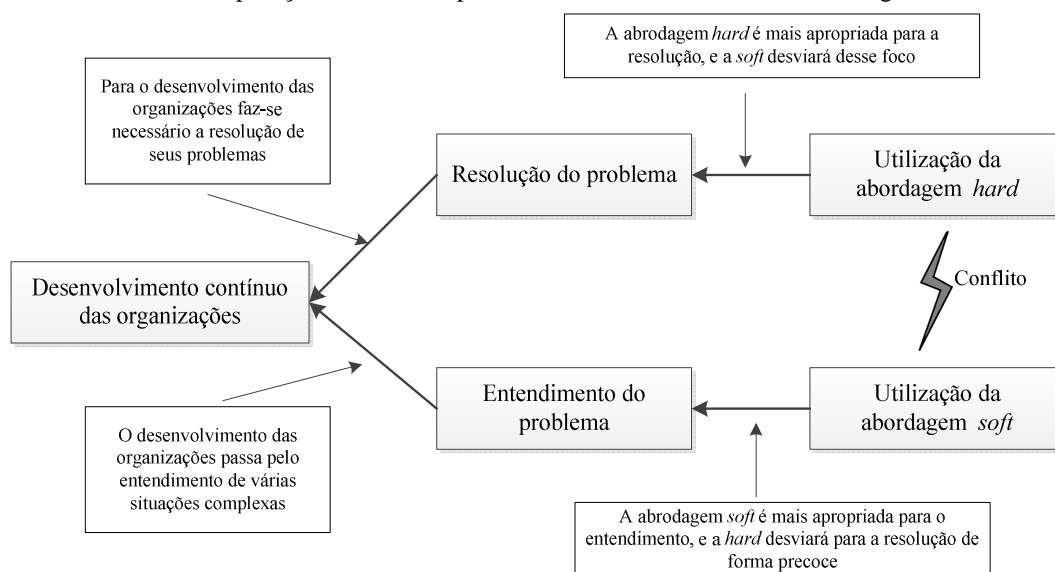 A abrodagem hard é mais apropriada para a
resolução, e a soft desviará desse foco
Para o desenvolvimento das
organizações faz-se
necessário a resolução de
seus problemas
Resolução do problema
Utilização da
abordagem hard
Desenvolvimento contínuo
das organizações
Conflito
Entendimento do
problema
Utilização da
abordagem soft
O desenvolvimento das
organizações passa pelo
entendimento de várias
situações complexas
A abrodagem soft é mais apropriada para o
entendimento, e a hard desviará para a resolução de
forma precoce